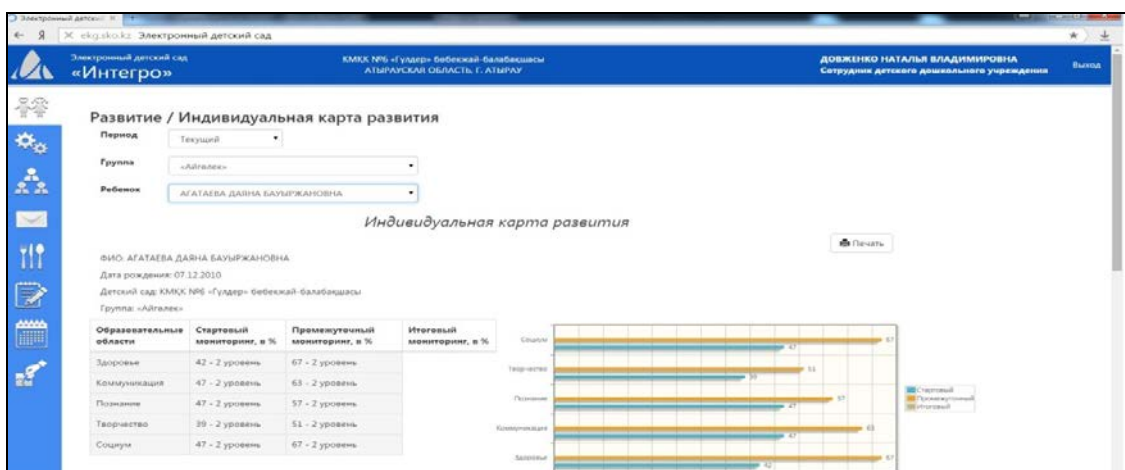 Электронный детский
ekg.sko.kz Электронный детский сад
Электронный детский сад
«Интегро»
КМҚК №6 «Гүлдер» бөбекжай-балабақшасы
АТЫРАУСКАЯ ОБЛАСТЬ, Г. АТЫРАУ
ДОВЖЕНКО НАТАЛЬЯ ВЛАДИМИРОВНА
Сотрудник детского дошкольного учреждения
Выход
Развитие / Индивидуальная карта развития
Период Текущий
Группа «Айгөлек»
Ребенок АГАТАЕВА ДАЯНА БАУЫРЖАНОВНА
Индивидуальная карта развития
Печать
ФИО: АГАТАЕВА ДАЯНА БАУЫРЖАНОВНА
Дата рождения: 07.12.2010
Детский сад: КМҚК №6 «Гүлдер» бөбекжай-балабақшасы
Группа: «Айгөлек»
Образовательные области Стартовый мониторинг, в % Промежуточный мониторинг, в % Итоговый мониторинг, в %
Здоровье 42 - 2 уровень 67 - 2 уровень
Коммуникация 47 - 2 уровень 63 - 2 уровень
Познание 47 - 2 уровень 57 - 2 уровень
Творчество 39 - 2 уровень 51 - 2 уровень
Социум 47 - 2 уровень 67 - 2 уровень
Социум 67
47
Творчество 51
39
Познание 57
47
Коммуникация 63
47
Здоровье 67
42
Стартовый
Промежуточный
Итоговый